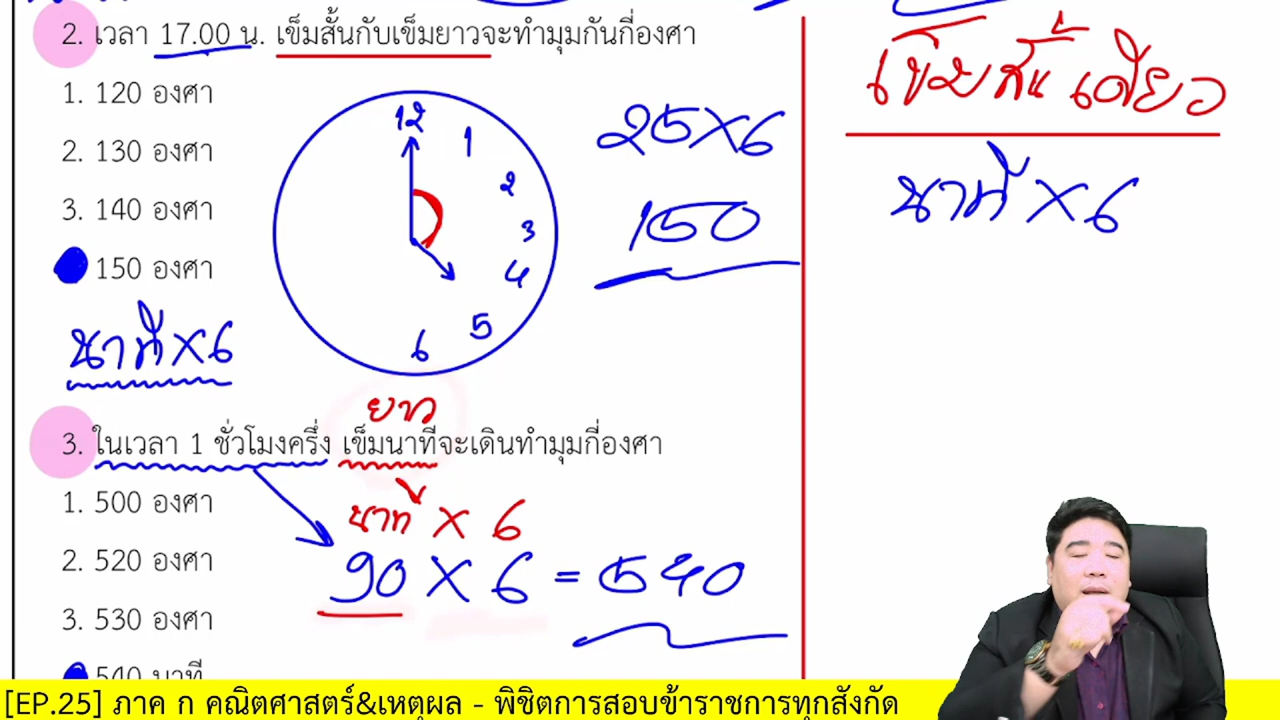 2. เวลา 17.00 น. เข็มสั้นกับเข็มยาวจะทำมุมกันกี่องศา
1. 120 องศา
2. 130 องศา
3. 140 องศา
150 องศา
นาที × 6
12
1
2
3
4
5
6
25 × 6
150
เข็มสั้น เดียว
นาที × 6
ยาว
3. ในเวลา 1 ชั่วโมงครึ่ง เข็มนาทีจะเดินทำมุมกี่องศา
1. 500 องศา
2. 520 องศา
3. 530 องศา
540 นาที
นาที × 6
90 × 6 = 540
[EP.25] ภาค ก คณิตศาสตร์&เหตุผล - พิชิตการสอบข้าราชการทุกสังกัด